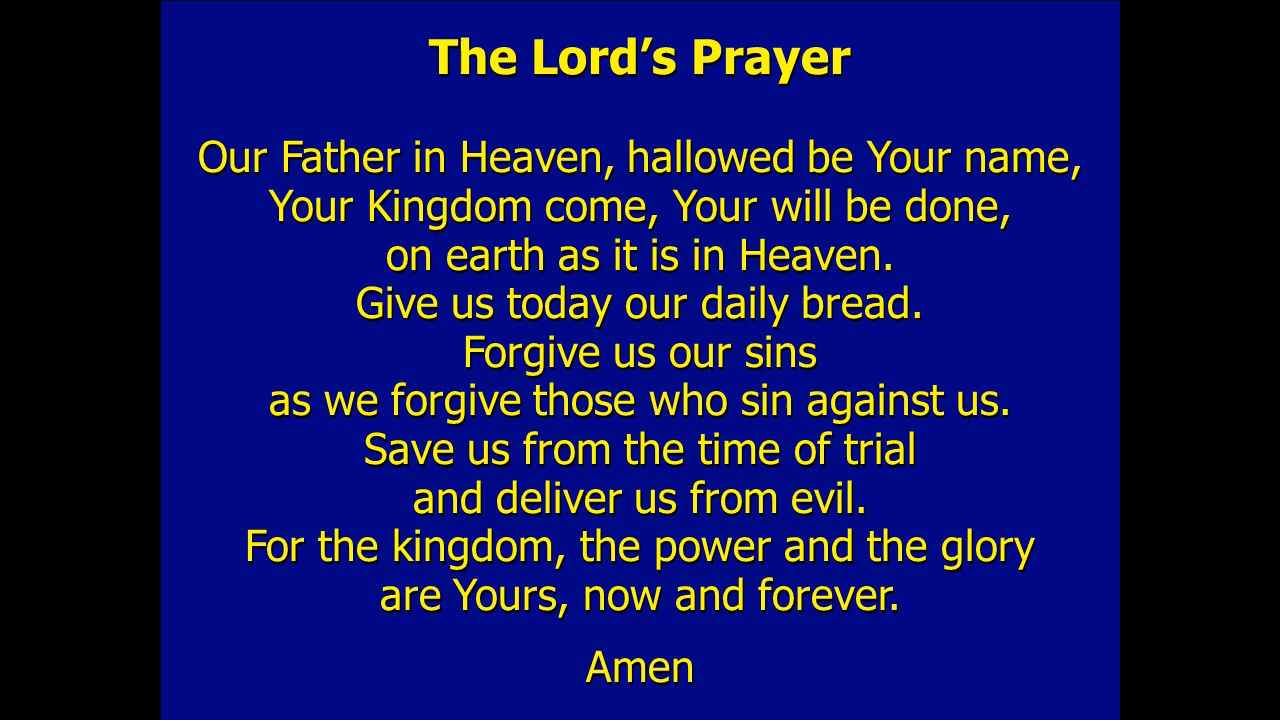 The Lord’s Prayer
Our Father in Heaven, hallowed be Your name,
Your Kingdom come, Your will be done,
on earth as it is in Heaven.
Give us today our daily bread.
Forgive us our sins
as we forgive those who sin against us.
Save us from the time of trial
and deliver us from evil.
For the kingdom, the power and the glory
are Yours, now and forever.
Amen